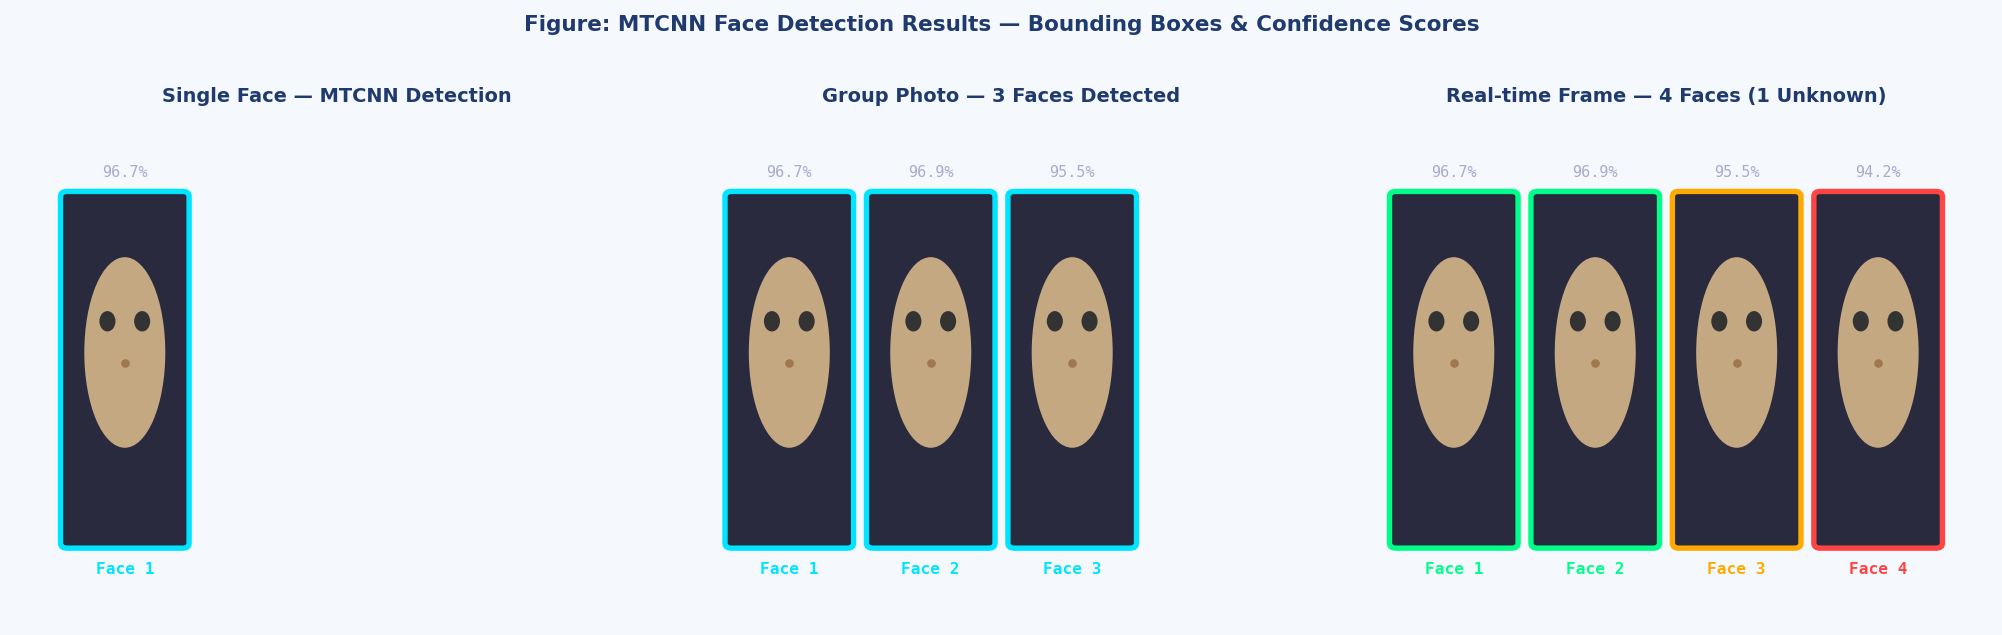 Figure: MTCNN Face Detection Results — Bounding Boxes & Confidence Scores
Single Face — MTCNN Detection
96.7%
Face 1
Group Photo — 3 Faces Detected
96.7% 96.9% 95.5%
Face 1 Face 2 Face 3
Real-time Frame — 4 Faces (1 Unknown)
96.7% 96.9% 95.5% 94.2%
Face 1 Face 2 Face 3 Face 4